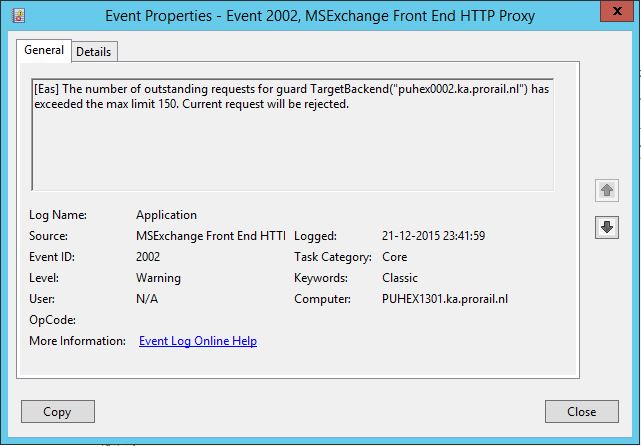 Event Properties - Event 2002, MSExchange Front End HTTP Proxy
x
General
Details
[Eas] The number of outstanding requests for guard TargetBackend("puhex0002.ka.prorail.nl") has
exceeded the max limit 150. Current request will be rejected.
Log Name: Application
Source: MSExchange Front End HTTI Logged: 21-12-2015 23:41:59
Event ID: 2002 Task Category: Core
Level: Warning Keywords: Classic
User: N/A Computer: PUHEX1301.ka.prorail.nl
OpCode:
More Information: Event Log Online Help
Copy Close